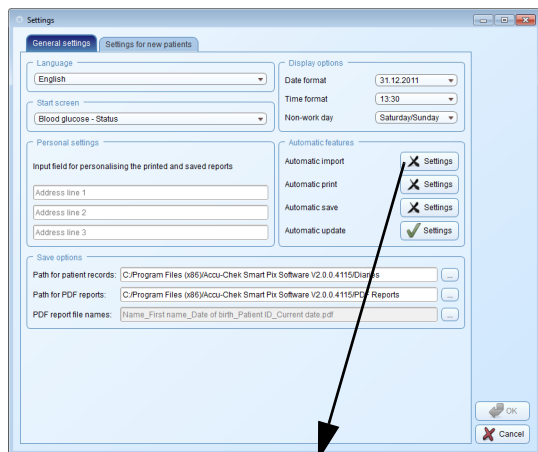 Settings
General settings
Settings for new patients
Language
English
Start screen
Blood glucose - Status
Display options
Date format
31.12.2011
Time format
13:30
Non-work day
Saturday/Sunday
Personal settings
Input field for personalising the printed and saved reports
Address line 1
Address line 2
Address line 3
Automatic features
Automatic import
Settings
Automatic print
Settings
Automatic save
Settings
Automatic update
Settings
Save options
Path for patient records: C:/Program Files (x86)/Accu-Chek Smart Pix Software V2.0.0.4115/Diaries ...
Path for PDF reports: C:/Program Files (x86)/Accu-Chek Smart Pix Software V2.0.0.4115/PDF Reports ...
PDF report file names: Name_First name_Date of birth_Patient ID_Current date.pdf ...
OK
Cancel